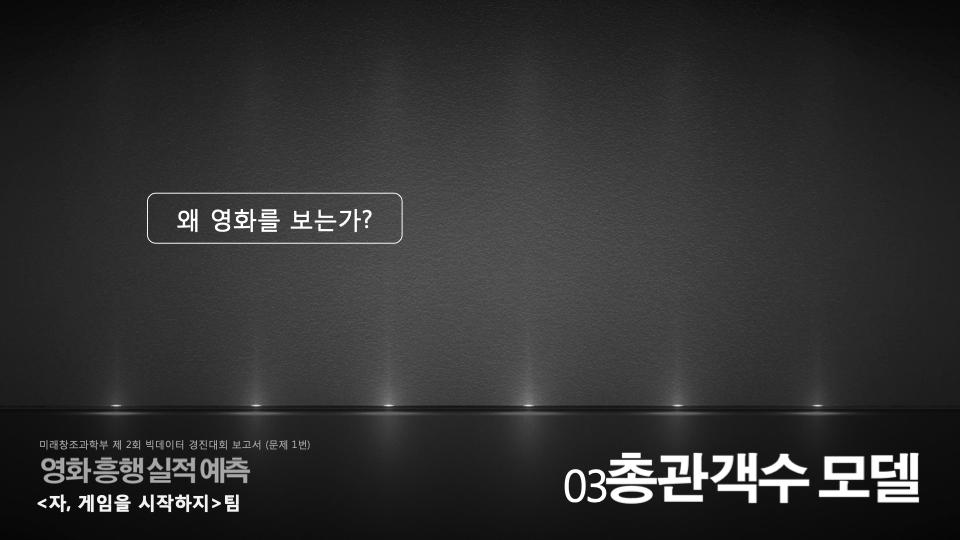 왜 영화를 보는가?
미래창조과학부 제 2회 빅데이터 경진대회 보고서 (문제 1번)
영화 흥행 실적 예측
<자, 게임을 시작하지>팀
03총관객수 모델